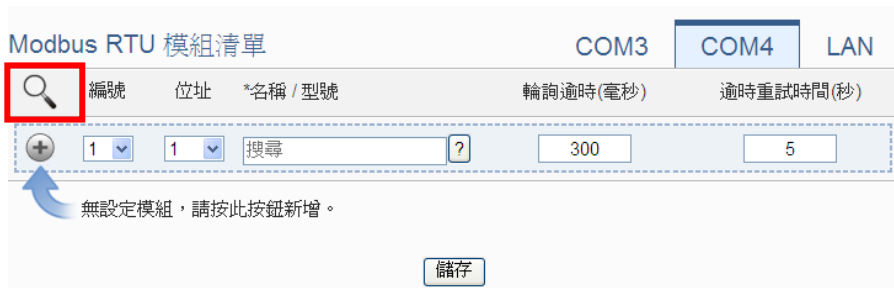 Modbus RTU 模組清單 COM3 COM4 LAN
編號 位址 *名稱 / 型號 輪詢逾時(毫秒) 逾時重試時間(秒)
1 1 搜尋 ? 300 5
無設定模組，請按此按鈕新增。
儲存